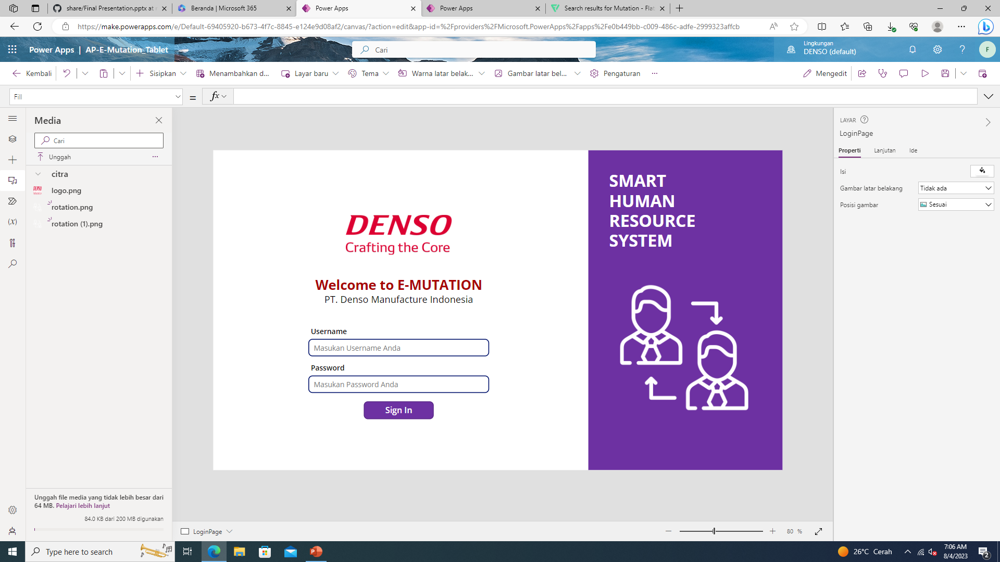 share/Final Presentation.pptx at r
Beranda | Microsoft 365
Power Apps
Power Apps
Search results for Mutation - Flat
https://make.powerapps.com/e/Default-69405920-b673-4f7c-8845-e124e9d08af2/canvas/?action=edit&app-id=%2Fproviders%2FMicrosoft.PowerApps%2Fapps%2Fe0b449bb-c009-486c-adfe-2999323affcb
Power Apps | AP-E-Mutation_Tablet
Cari
Lingkungan
DENSO (default)
F
Kembali
Sisipkan
Menambahkan d...
Layar baru
Tema
Warna latar belak...
Gambar latar bel...
Pengaturan
...
Mengedit
Fill
=
fx
Media
Cari
Unggah
...
citra
logo.png
rotation.png
rotation (1).png
Unggah file media yang tidak lebih besar dari
64 MB. Pelajari lebih lanjut
84.0 KB dari 200 MB digunakan
DENSO
Crafting the Core
Welcome to E-MUTATION
PT. Denso Manufacture Indonesia
Username
Masukan Username Anda
Password
Masukan Password Anda
Sign In
SMART
HUMAN
RESOURCE
SYSTEM
LAYAR
LoginPage
Properti
Lanjutan
Ide
Isi
Gambar latar belakang
Tidak ada
Posisi gambar
Sesuai
LoginPage
80 %
Type here to search
26°C Cerah
7:06 AM
8/4/2023
2